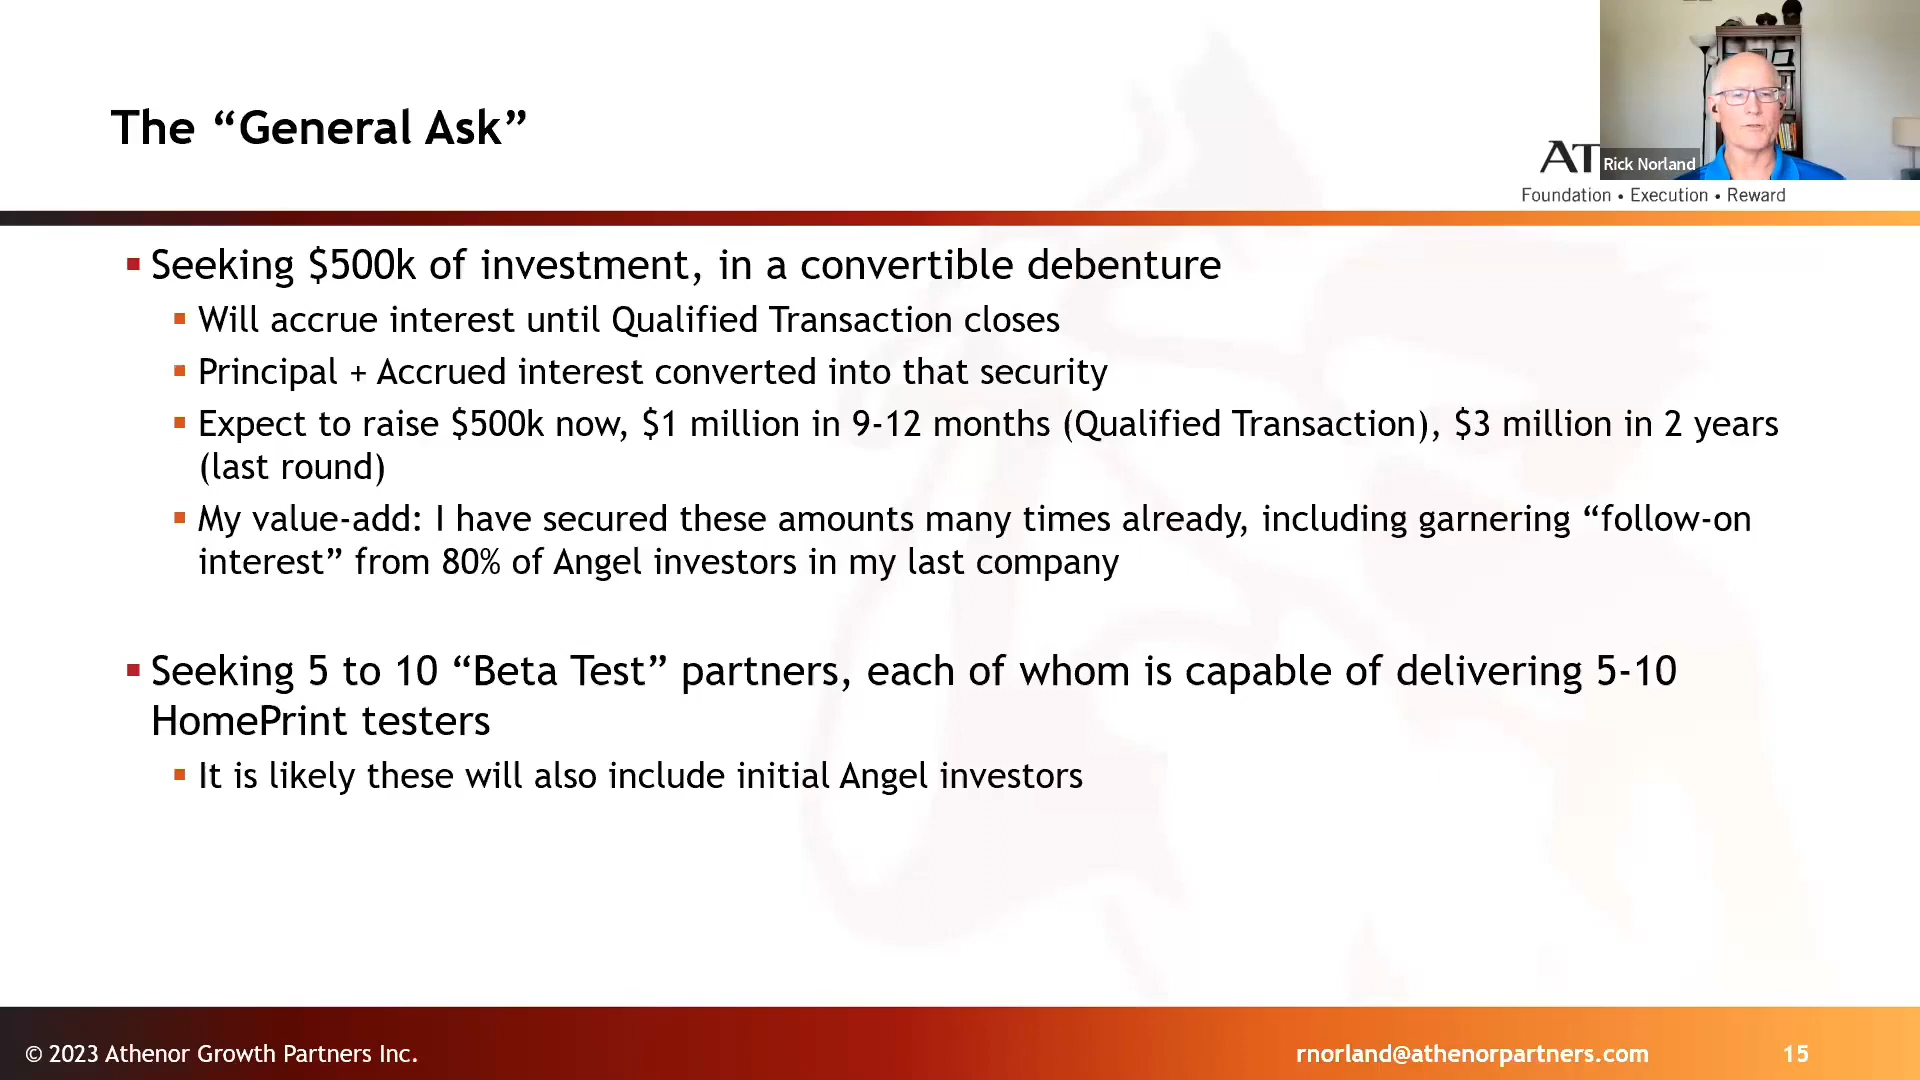 The “General Ask”
AT
Rick Norland
Foundation • Execution • Reward
▪ Seeking $500k of investment, in a convertible debenture
▪ Will accrue interest until Qualified Transaction closes
▪ Principal + Accrued interest converted into that security
▪ Expect to raise $500k now, $1 million in 9-12 months (Qualified Transaction), $3 million in 2 years
(last round)
▪ My value-add: I have secured these amounts many times already, including garnering “follow-on
interest” from 80% of Angel investors in my last company
▪ Seeking 5 to 10 “Beta Test” partners, each of whom is capable of delivering 5-10
HomePrint testers
▪ It is likely these will also include initial Angel investors
© 2023 Athenor Growth Partners Inc.
rnorland@athenorpartners.com
15